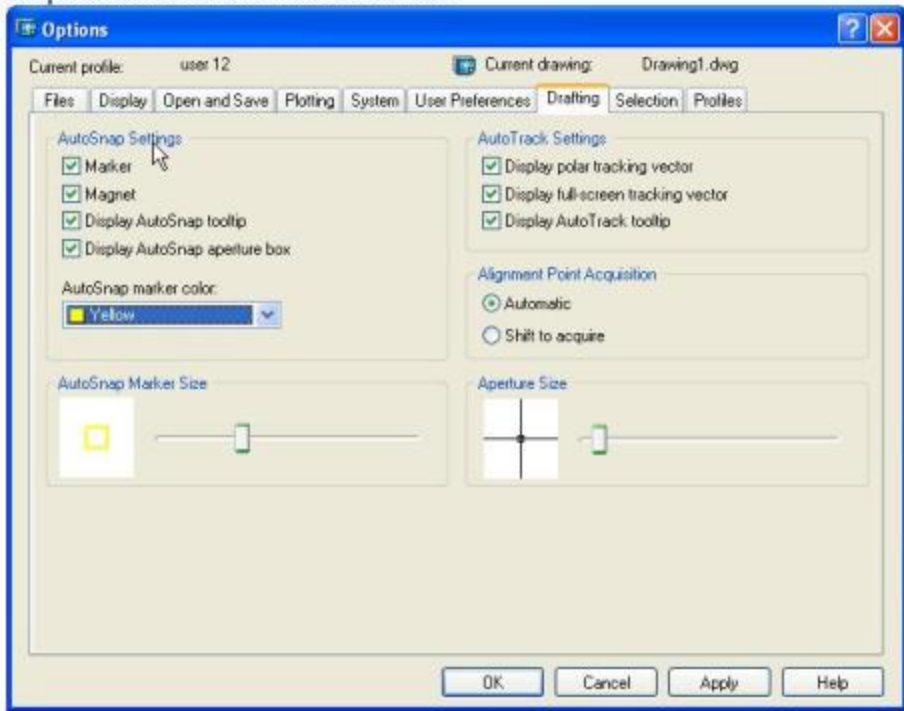 Options
Current profile: user 12 Current drawing: Drawing1.dwg
Files Display Open and Save Plotting System User Preferences Drafting Selection Profiles
AutoSnap Settings
Marker
Magnet
Display AutoSnap tooltip
Display AutoSnap aperture box
AutoSnap marker color:
Yellow
AutoTrack Settings
Display polar tracking vector
Display full-screen tracking vector
Display AutoTrack tooltip
Alignment Point Acquisition
Automatic
Shift to acquire
AutoSnap Marker Size
Aperture Size
OK Cancel Apply Help